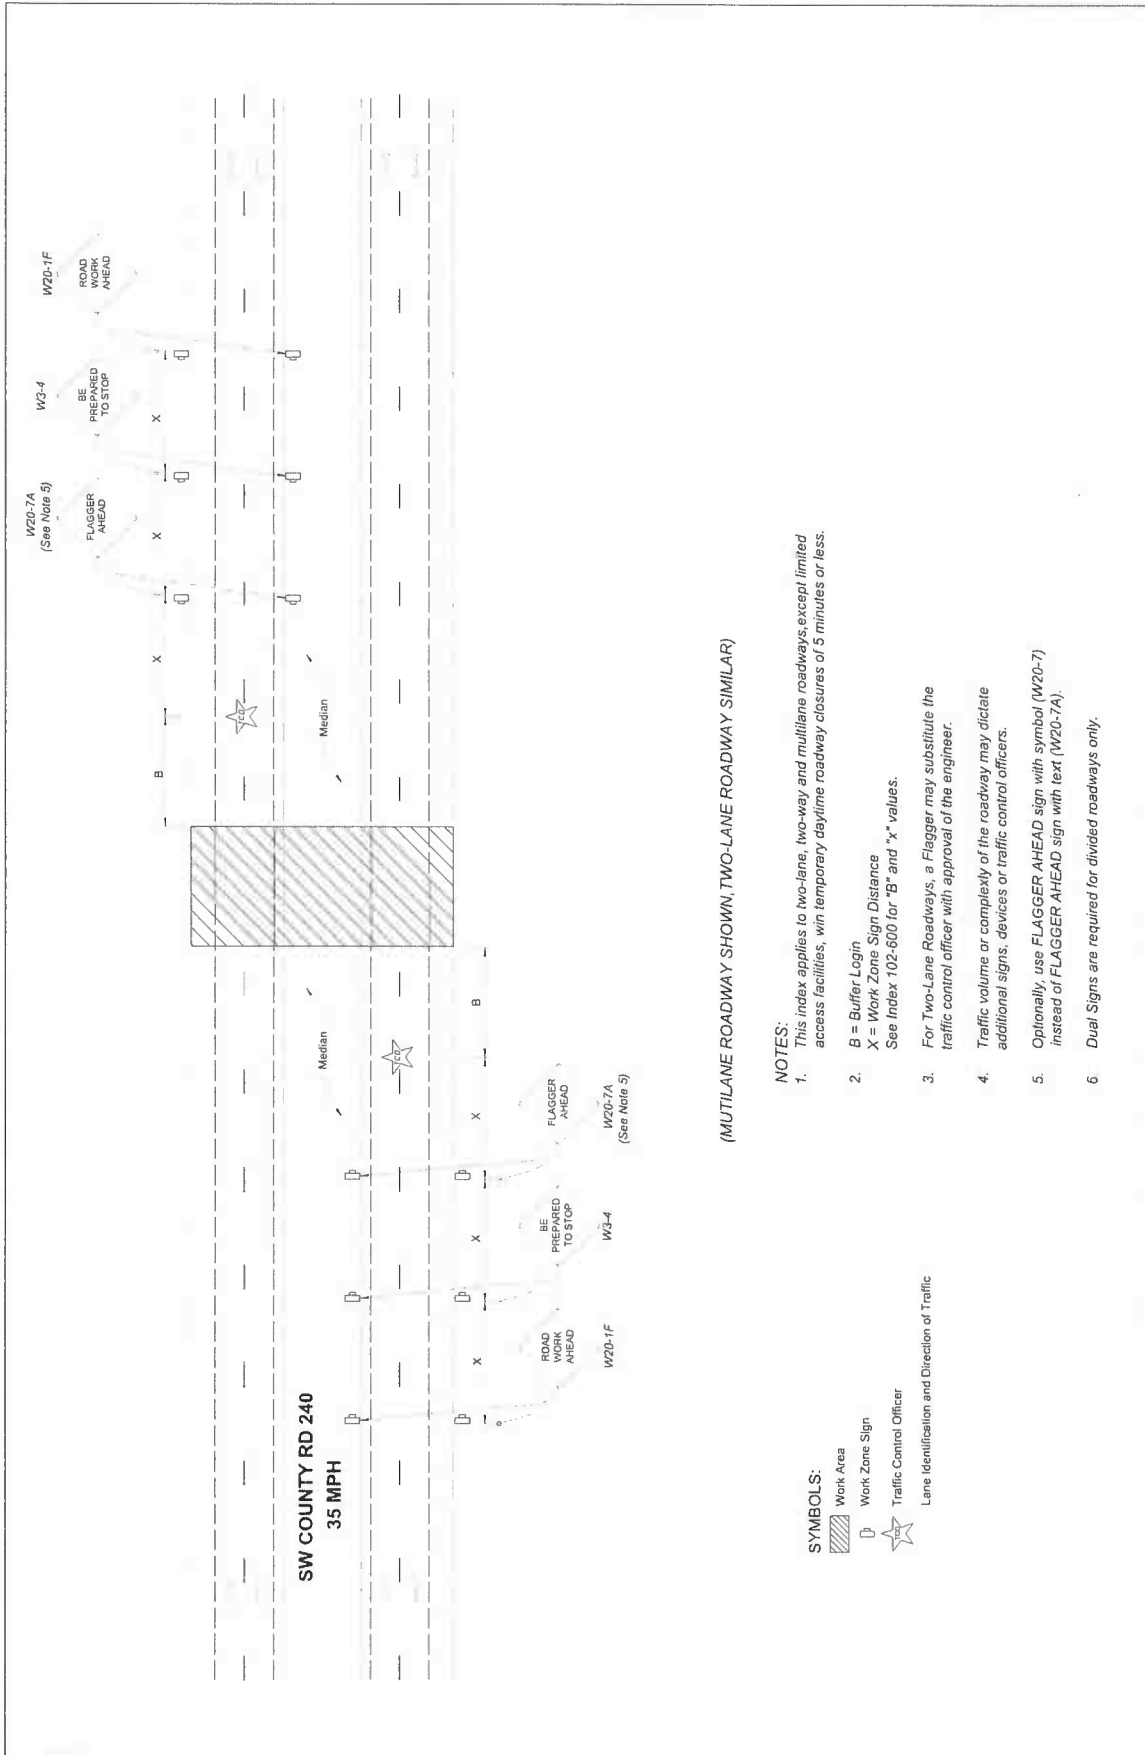 W20-1F
ROAD
WORK
AHEAD
W3-4
BE
PREPARED
TO STOP
W20-7A
(See Note 5)
FLAGGER
AHEAD
X
X
X
B
TCO
Median
Median
TCO
B
X
X
X
FLAGGER
AHEAD
W20-7A
(See Note 5)
BE
PREPARED
TO STOP
W3-4
ROAD
WORK
AHEAD
W20-1F
SW COUNTY RD 240
35 MPH
(MUTILANE ROADWAY SHOWN,TWO-LANE ROADWAY SIMILAR)
NOTES:
1. This index applies to two-lane, two-way and multilane roadways,except limited
access facilities, win temporary daytime roadway closures of 5 minutes or less.
2. B = Buffer Login
X = Work Zone Sign Distance
See Index 102-600 for "B" and "x" values.
3. For Two-Lane Roadways, a Flagger may substitute the
traffic control officer with approval of the engineer.
4. Traffic volume or complexly of the roadway may dictate
additional signs, devices or traffic control officers.
5. Optionally, use FLAGGER AHEAD sign with symbol (W20-7)
instead of FLAGGER AHEAD sign with text (W20-7A).
6 Dual Signs are required for divided roadways only.
SYMBOLS:
Work Area
Work Zone Sign
TCO Traffic Control Officer
Lane Identification and Direction of Traffic